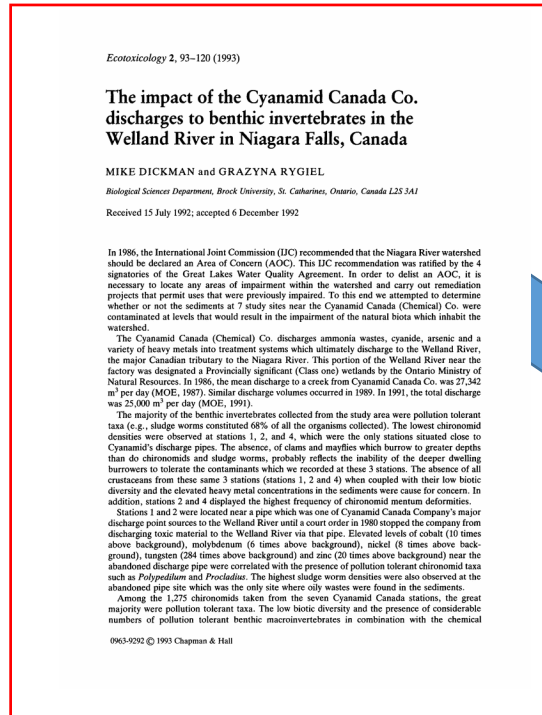 Ecotoxicology 2, 93–120 (1993)
The impact of the Cyanamid Canada Co.
discharges to benthic invertebrates in the
Welland River in Niagara Falls, Canada
MIKE DICKMAN and GRAZYNA RYGIEL
Biological Sciences Department, Brock University, St. Catharines, Ontario, Canada L2S 3A1
Received 15 July 1992; accepted 6 December 1992
In 1986, the International Joint Commission (IJC) recommended that the Niagara River watershed
should be declared an Area of Concern (AOC). This IJC recommendation was ratified by the 4
signatories of the Great Lakes Water Quality Agreement. In order to delist an AOC, it is
necessary to locate any areas of impairment within the watershed and carry out remediation
projects that permit uses that were previously impaired. To this end we attempted to determine
whether or not the sediments at 7 study sites near the Cyanamid Canada (Chemical) Co. were
contaminated at levels that would result in the impairment of the natural biota which inhabit the
watershed.
The Cyanamid Canada (Chemical) Co. discharges ammonia wastes, cyanide, arsenic and a
variety of heavy metals into treatment systems which ultimately discharge to the Welland River,
the major Canadian tributary to the Niagara River. This portion of the Welland River near the
factory was designated a Provincially significant (Class one) wetlands by the Ontario Ministry of
Natural Resources. In 1986, the mean discharge to a creek from Cyanamid Canada Co. was 27,342
m³ per day (MOE, 1987). Similar discharge volumes occurred in 1989. In 1991, the total discharge
was 25,000 m³ per day (MOE, 1991).
The majority of the benthic invertebrates collected from the study area were pollution tolerant
taxa (e.g., sludge worms constituted 68% of all the organisms collected). The lowest chironomid
densities were observed at stations 1, 2, and 4, which were the only stations situated close to
Cyanamid's discharge pipes. The absence, of clams and mayflies which burrow to greater depths
than do chironomids and sludge worms, probably reflects the inability of the deeper dwelling
burrowers to tolerate the contaminants which we recorded at these 3 stations. The absence of all
crustaceans from these same 3 stations (stations 1, 2 and 4) when coupled with their low biotic
diversity and the elevated heavy metal concentrations in the sediments were cause for concern. In
addition, stations 2 and 4 displayed the highest frequency of chironomid mentum deformities.
Stations 1 and 2 were located near a pipe which was one of Cyanamid Canada Company's major
discharge point sources to the Welland River until a court order in 1980 stopped the company from
discharging toxic material to the Welland River via that pipe. Elevated levels of cobalt (10 times
above background), molybdenum (6 times above background), nickel (8 times above back-
ground), tungsten (284 times above background) and zinc (20 times above background) near the
abandoned discharge pipe were correlated with the presence of pollution tolerant chironomid taxa
such as Polypedilum and Procladius. The highest sludge worm densities were also observed at the
abandoned pipe site which was the only site where oily wastes were found in the sediments.
Among the 1,275 chironomids taken from the seven Cyanamid Canada stations, the great
majority were pollution tolerant taxa. The low biotic diversity and the presence of considerable
numbers of pollution tolerant benthic macroinvertebrates in combination with the chemical
0963-9292 © 1993 Chapman & Hall